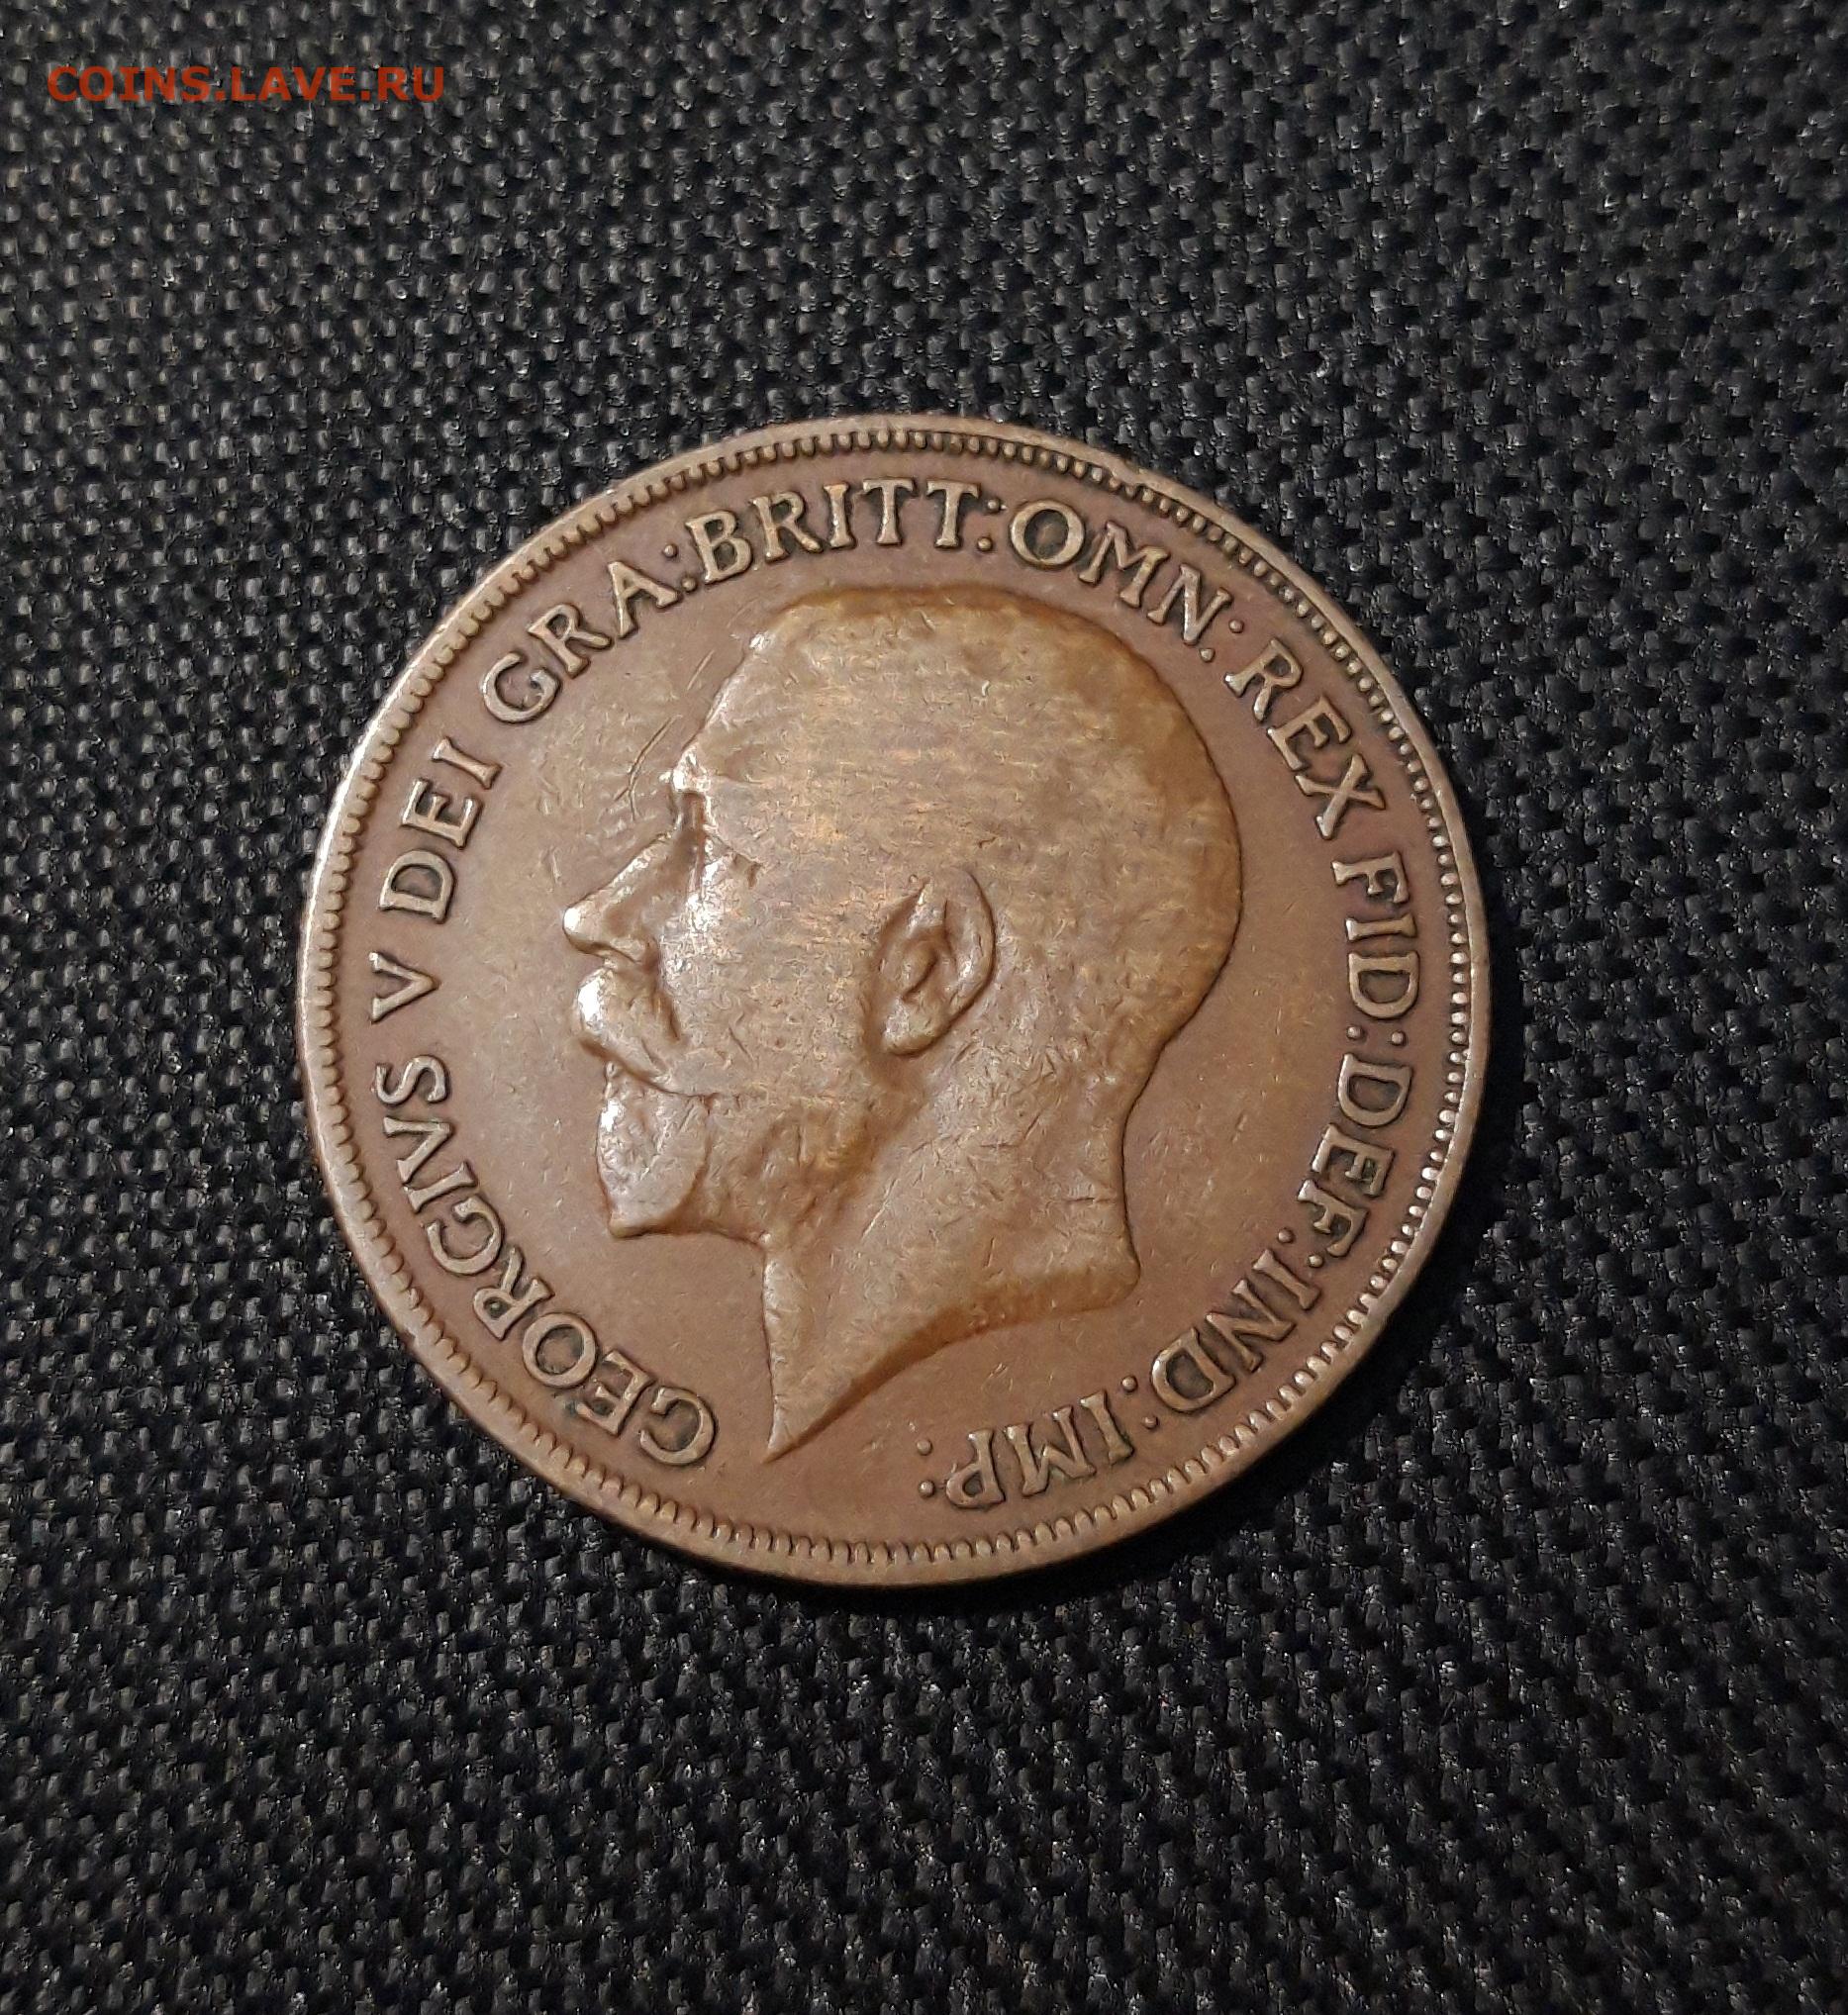 COINS.LAVE.RU
GEORGIVS V DEI GRA:BRITT:OMN:REX FID:DEF:IND:IMP: